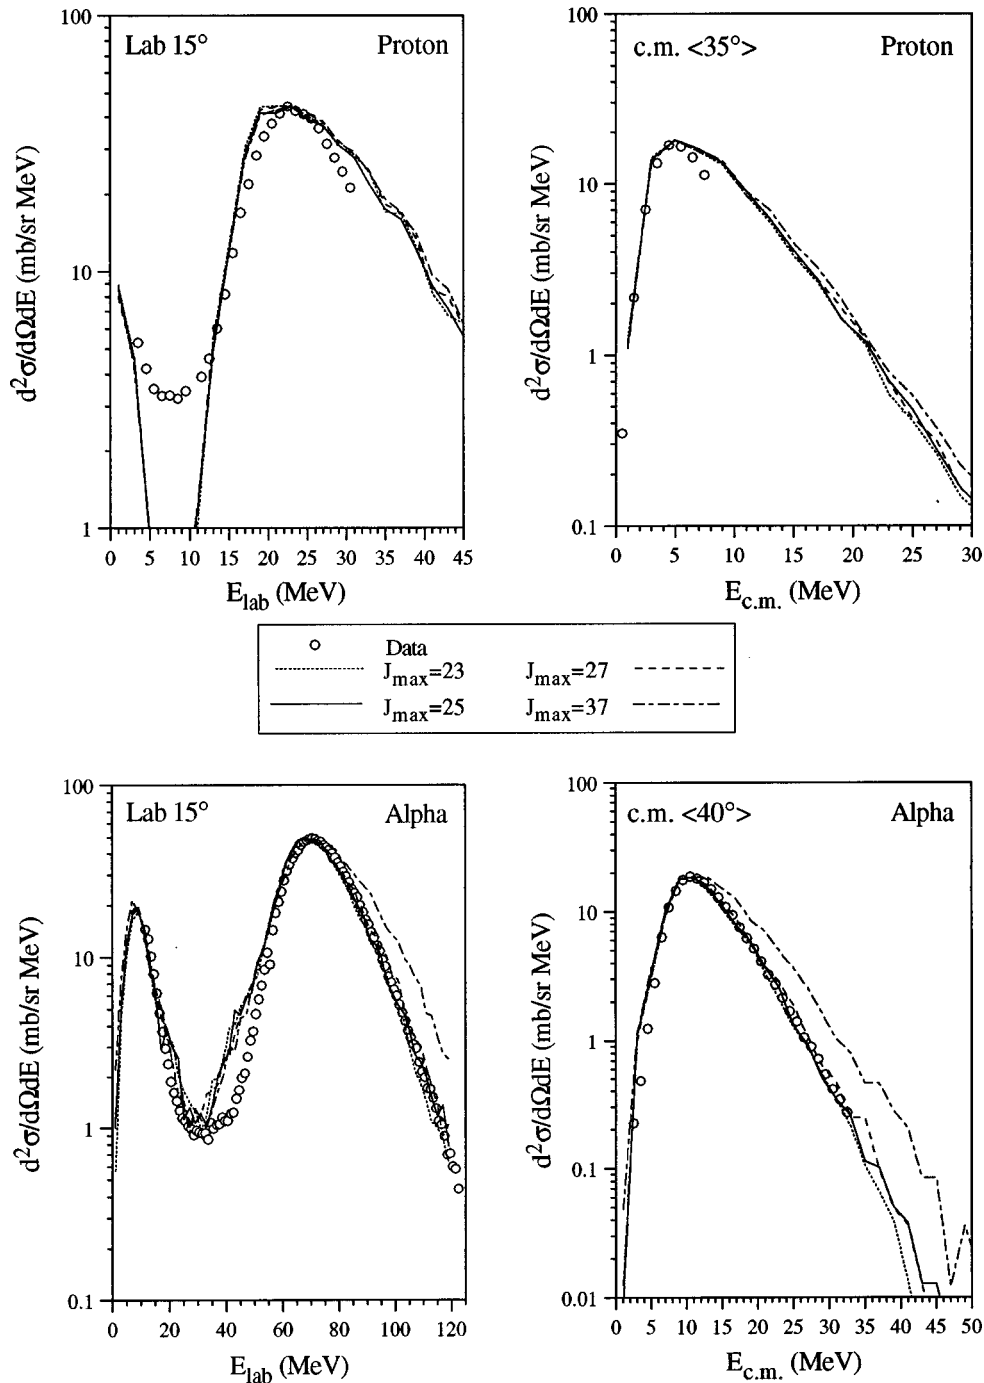 Lab 15° Proton
100
10
1
0 5 10 15 20 25 30 35 40 45
d²σ/dΩdE (mb/sr MeV)
E_lab (MeV)
c.m. <35°> Proton
100
10
1
0.1
0 5 10 15 20 25 30
d²σ/dΩdE (mb/sr MeV)
E_c.m. (MeV)
Data
J_max=23 J_max=27
J_max=25 J_max=37
Lab 15° Alpha
100
10
1
0.1
0 20 40 60 80 100 120
d²σ/dΩdE (mb/sr MeV)
E_lab (MeV)
c.m. <40°> Alpha
100
10
1
0.1
0.01
0 5 10 15 20 25 30 35 40 45 50
d²σ/dΩdE (mb/sr MeV)
E_c.m. (MeV)